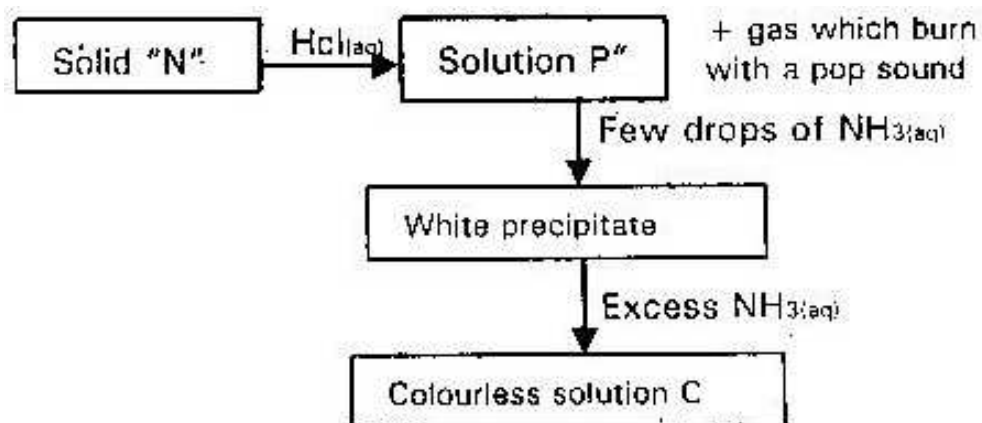 Solid "N"
Hcl(aq)
Solution P"
+ gas which burn
with a pop sound
Few drops of NH3(aq)
White precipitate
Excess NH3(aq)
Colourless solution C